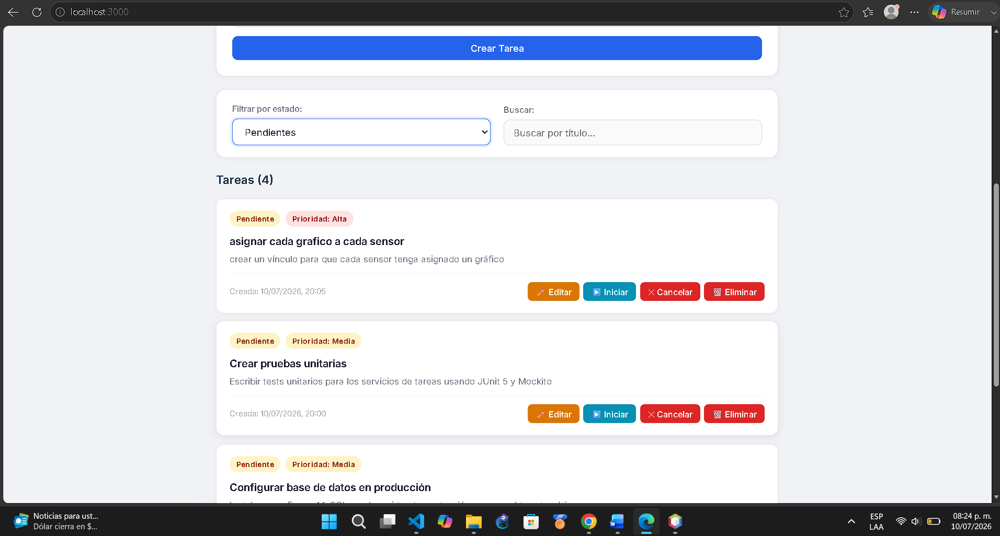 localhost:3000
Resumir
Crear Tarea
Filtrar por estado:
Buscar:
Pendientes
Buscar por título...
Tareas (4)
Pendiente
Prioridad: Alta
asignar cada grafico a cada sensor
crear un vínculo para que cada sensor tenga asignado un gráfico
Creada: 10/07/2026, 20:05
Editar
Iniciar
Cancelar
Eliminar
Pendiente
Prioridad: Media
Crear pruebas unitarias
Escribir tests unitarios para los servicios de tareas usando JUnit 5 y Mockito
Creada: 10/07/2026, 20:00
Editar
Iniciar
Cancelar
Eliminar
Pendiente
Prioridad: Media
Configurar base de datos en producción
Noticias para ust...
Dólar cierra en $...
ESP
LAA
08:24 p. m.
10/07/2026